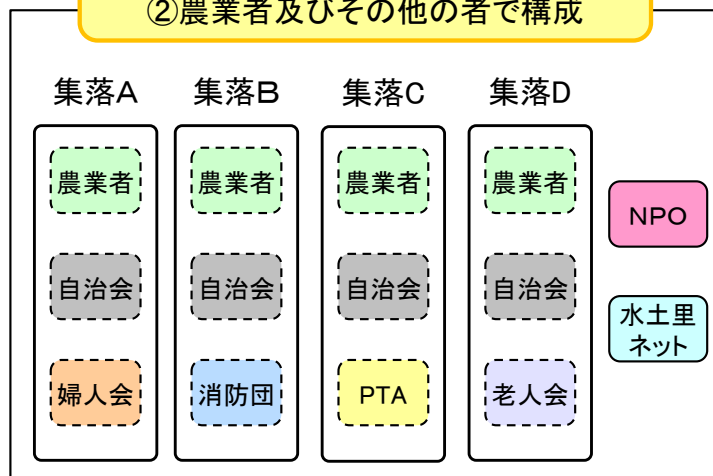 ②農業者及びその他の者で構成
集落A 集落B 集落C 集落D
農業者 農業者 農業者 農業者
NPO
自治会 自治会 自治会 自治会
水土里
ネット
婦人会 消防団 PTA 老人会